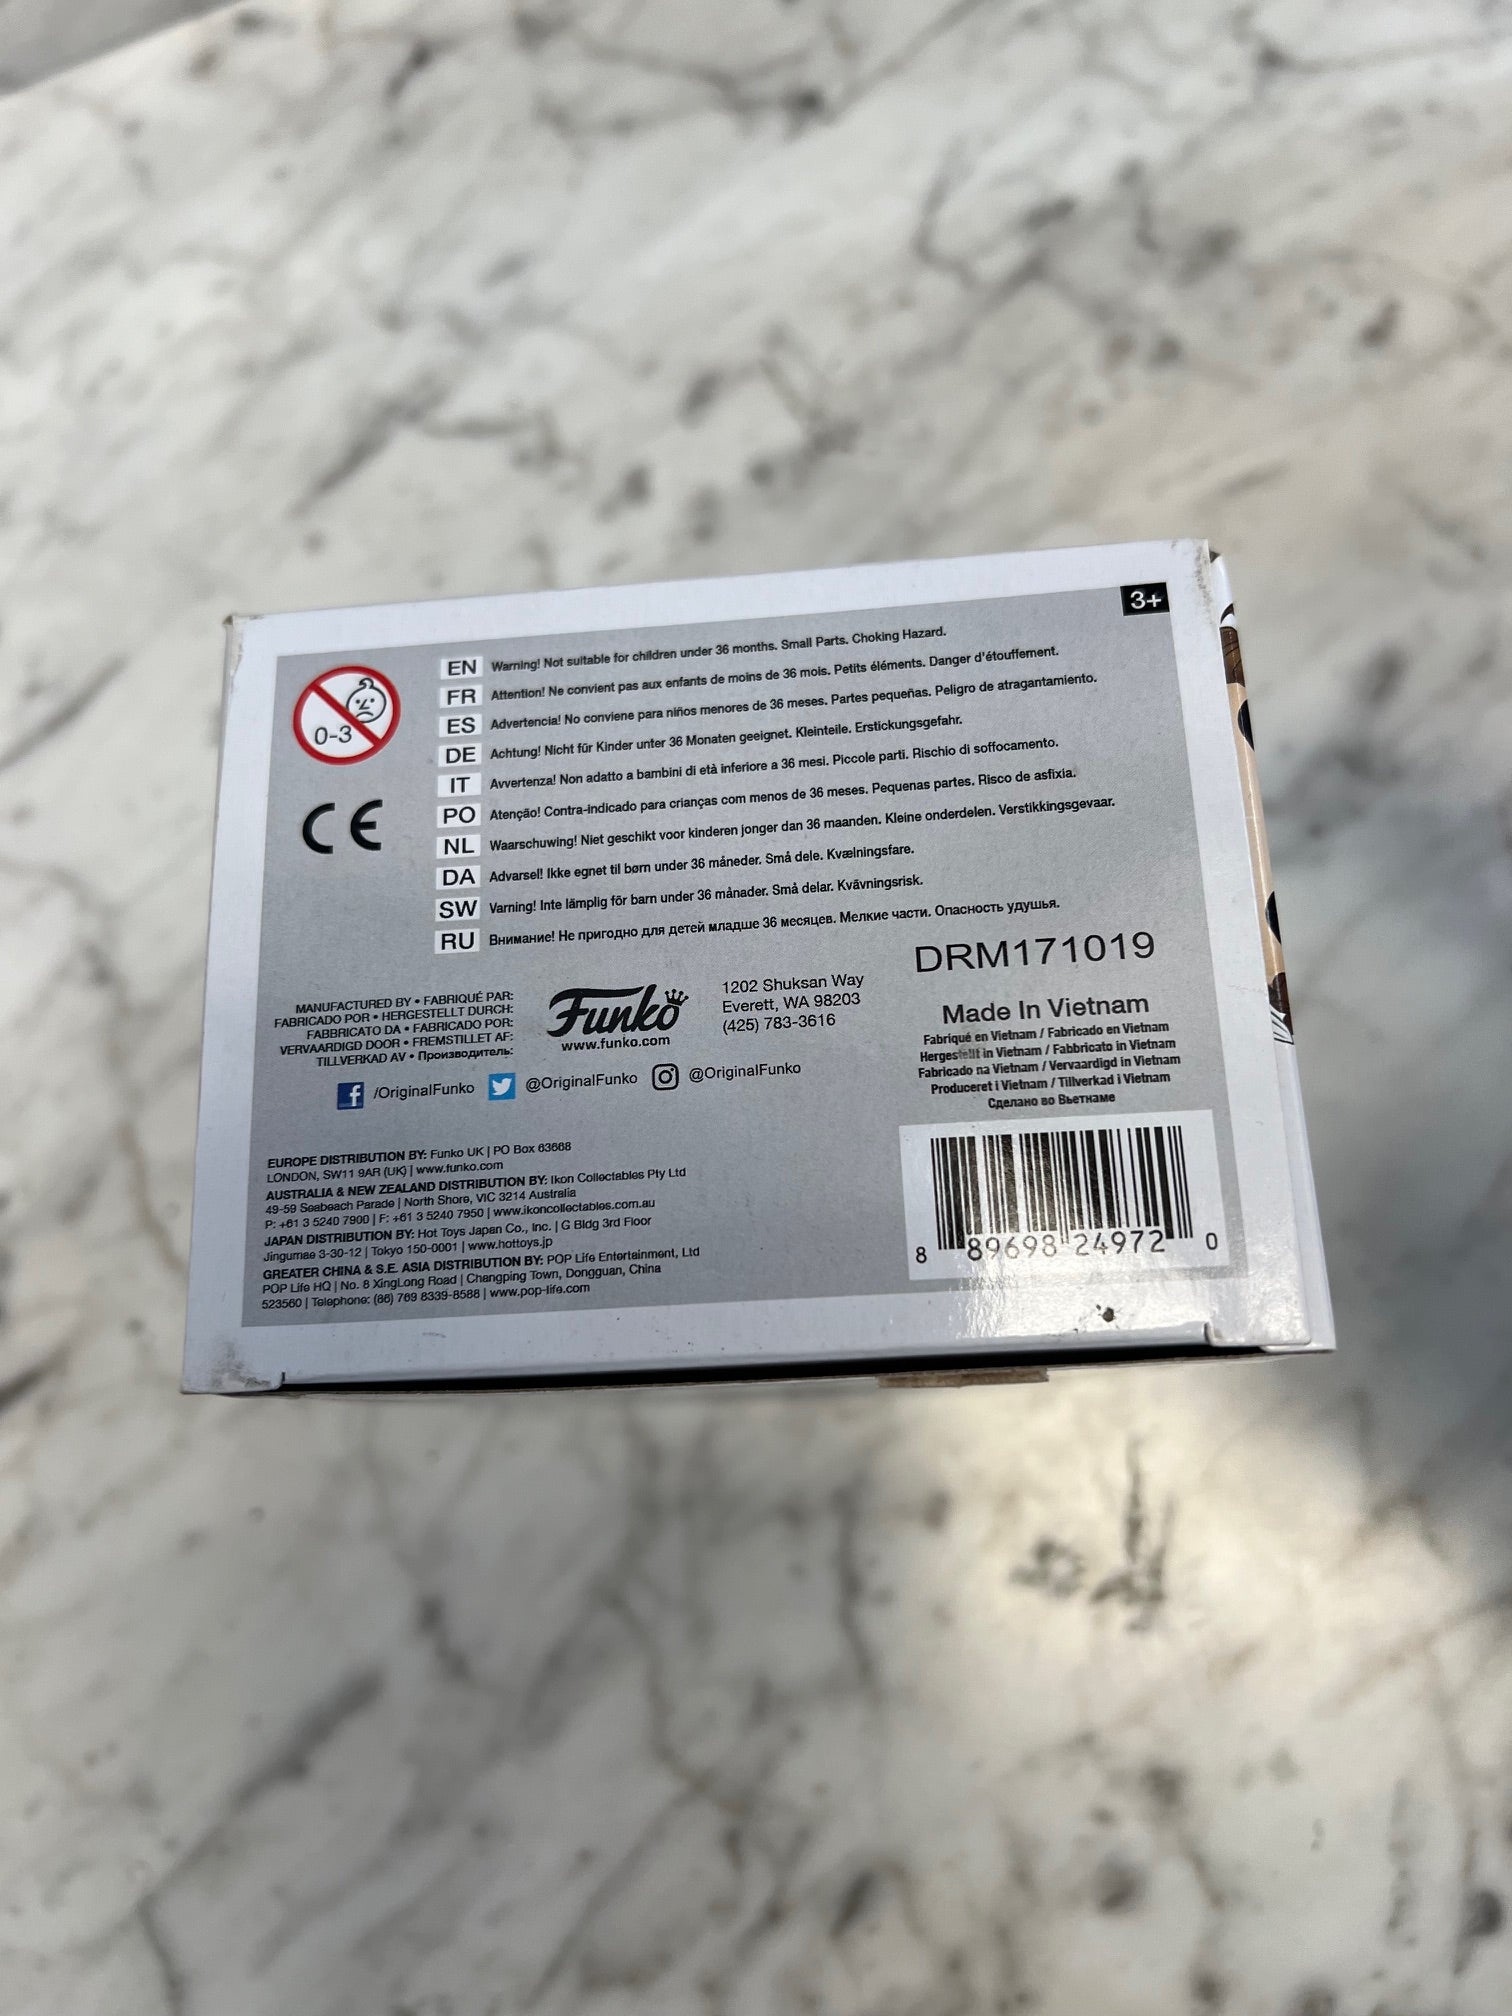 3+
0-3
CE
EN Warning! Not suitable for children under 36 months. Small Parts. Choking Hazard.
FR Attention! Ne convient pas aux enfants de moins de 36 mois. Petits éléments. Danger d'étouffement.
ES Advertencia! No conviene para niños menores de 36 meses. Partes pequeñas. Peligro de atragantamiento.
DE Achtung! Nicht für Kinder unter 36 Monaten geeignet. Kleinteile. Erstickungsgefahr.
IT Avvertenza! Non adatto a bambini di età inferiore a 36 mesi. Piccole parti. Rischio di soffocamento.
PO Atenção! Contra-indicado para crianças com menos de 36 meses. Pequenas partes. Risco de asfixia.
NL Waarschuwing! Niet geschikt voor kinderen jonger dan 36 maanden. Kleine onderdelen. Verstikkingsgevaar.
DA Advarsel! Ikke egnet til børn under 36 måneder. Små dele. Kvælningsfare.
SW Varning! Inte lämplig för barn under 36 månader. Små delar. Kvävningsrisk.
RU Внимание! Не пригодно для детей младше 36 месяцев. Мелкие части. Опасность удушья.
MANUFACTURED BY • FABRIQUÉ PAR:
FABRICADO POR • HERGESTELLT DURCH:
FABBRICATO DA • FABRICADO POR:
VERVAARDIGD DOOR • FREMSTILLET AF:
TILLVERKAD AV • Производитель:
Funko
www.funko.com
1202 Shuksan Way
Everett, WA 98203
(425) 783-3616
/OriginalFunko @OriginalFunko @OriginalFunko
DRM171019
Made In Vietnam
Fabriqué en Vietnam / Fabricado en Vietnam
Hergestellt in Vietnam / Fabbricato in Vietnam
Fabricado na Vietnam / Vervaardigd in Vietnam
Produceret i Vietnam / Tillverkad i Vietnam
Сделано во Вьетнаме
EUROPE DISTRIBUTION BY: Funko UK | PO Box 63668
LONDON, SW11 9AR (UK) | www.funko.com
AUSTRALIA & NEW ZEALAND DISTRIBUTION BY: Ikon Collectables Pty Ltd
49-59 Seabeach Parade | North Shore, VIC 3214 Australia
P: +61 3 5240 7900 | F: +61 3 5240 7950 | www.ikoncollectables.com.au
JAPAN DISTRIBUTION BY: Hot Toys Japan Co., Inc. | G Bldg 3rd Floor
Jingumae 3-30-12 | Tokyo 150-0001 | www.hottoys.jp
GREATER CHINA & S.E. ASIA DISTRIBUTION BY: POP Life Entertainment, Ltd
POP Life HQ | No. 8 XingLong Road | Changping Town, Dongguan, China
523560 | Telephone: (86) 769 8339-8588 | www.pop-life.com
8 89698 24972 0